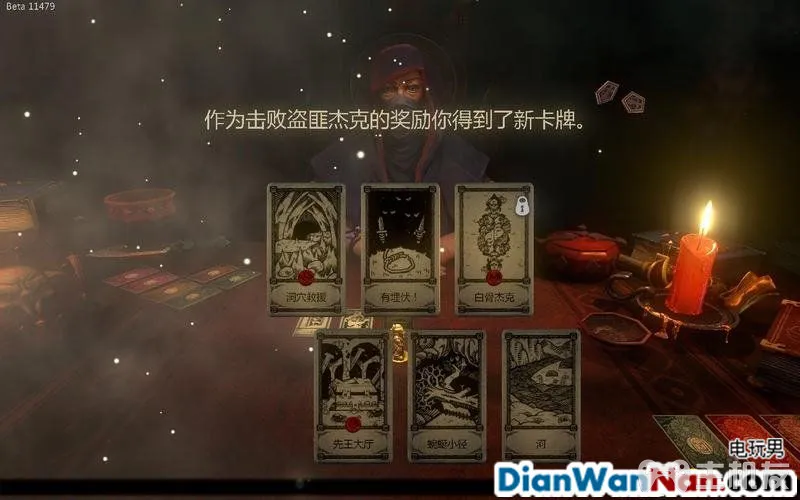 Beta 11479
作为击败盗匪杰克的奖励你得到了新卡牌。
洞穴救援
有埋伏！
白骨杰克
先王大厅
蜿蜒小径
河
电玩男
DianWanNan.com